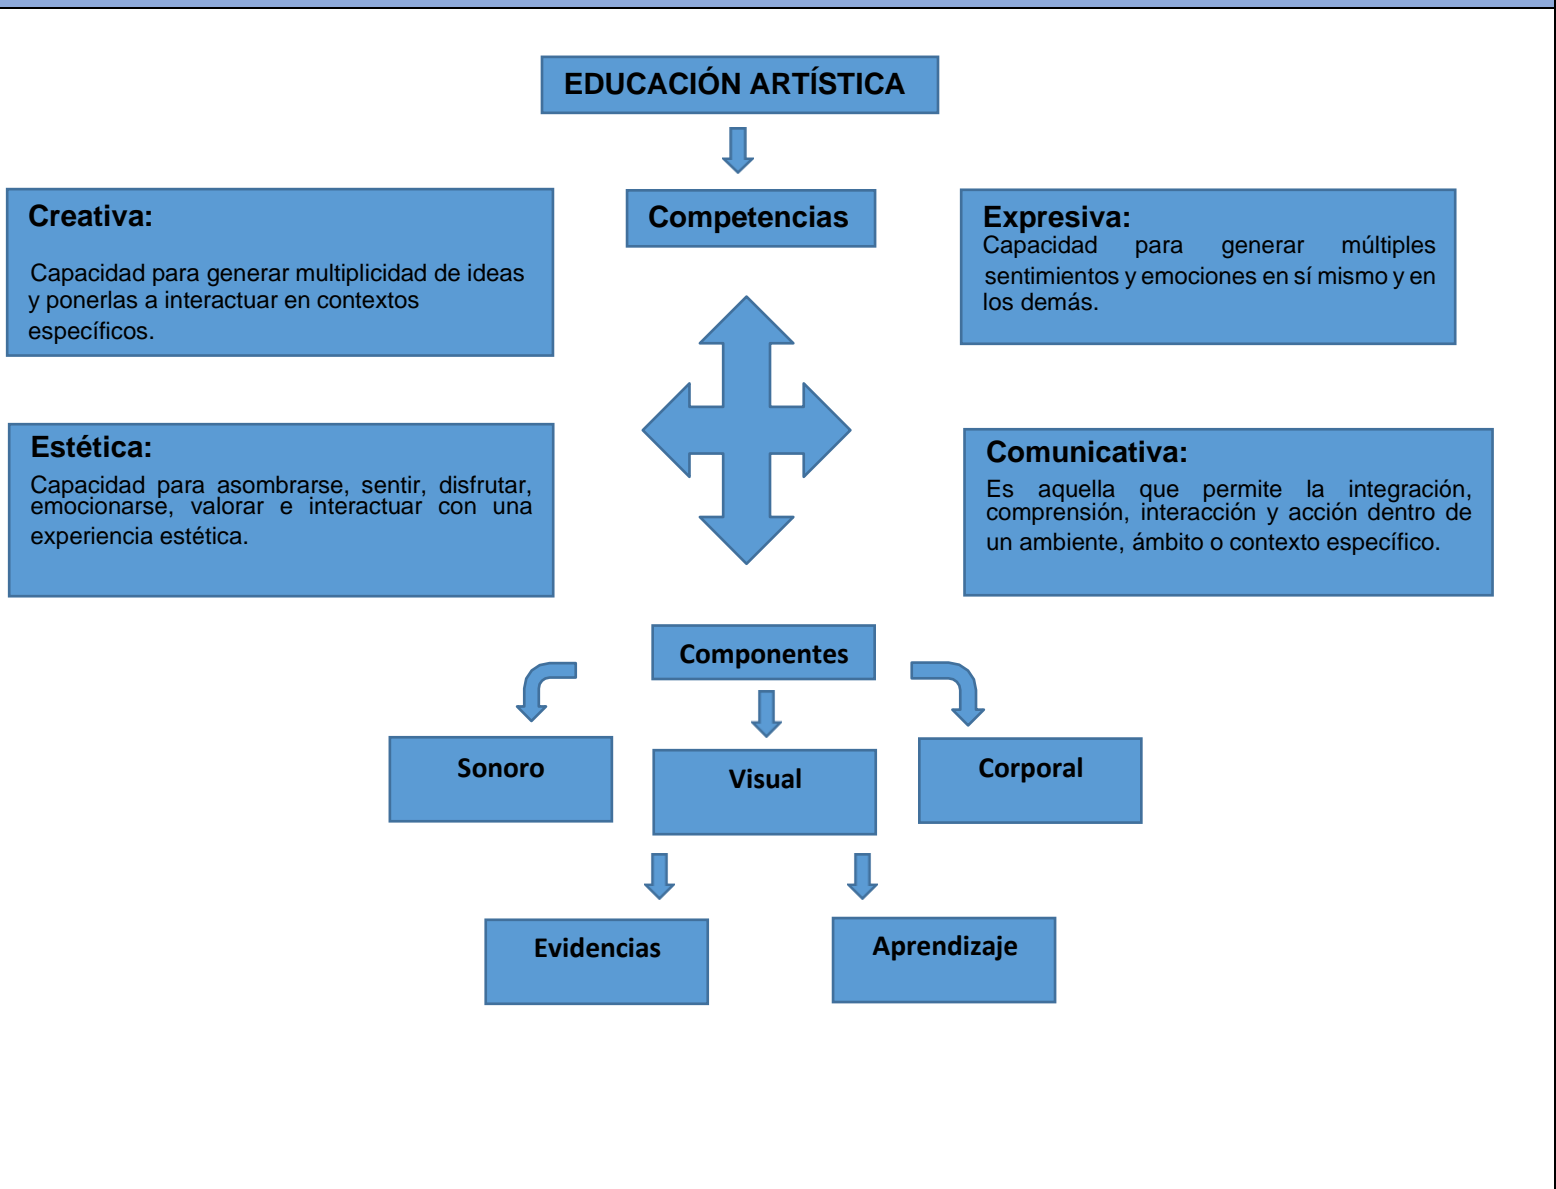 EDUCACIÓN ARTÍSTICA
Competencias
Creativa:
Capacidad para generar multiplicidad de ideas
y ponerlas a interactuar en contextos
específicos.
Expresiva:
Capacidad para generar múltiples
sentimientos y emociones en sí mismo y en
los demás.
Estética:
Capacidad para asombrarse, sentir, disfrutar,
emocionarse, valorar e interactuar con una
experiencia estética.
Comunicativa:
Es aquella que permite la integración,
comprensión, interacción y acción dentro de
un ambiente, ámbito o contexto específico.
Componentes
Sonoro
Visual
Corporal
Evidencias
Aprendizaje